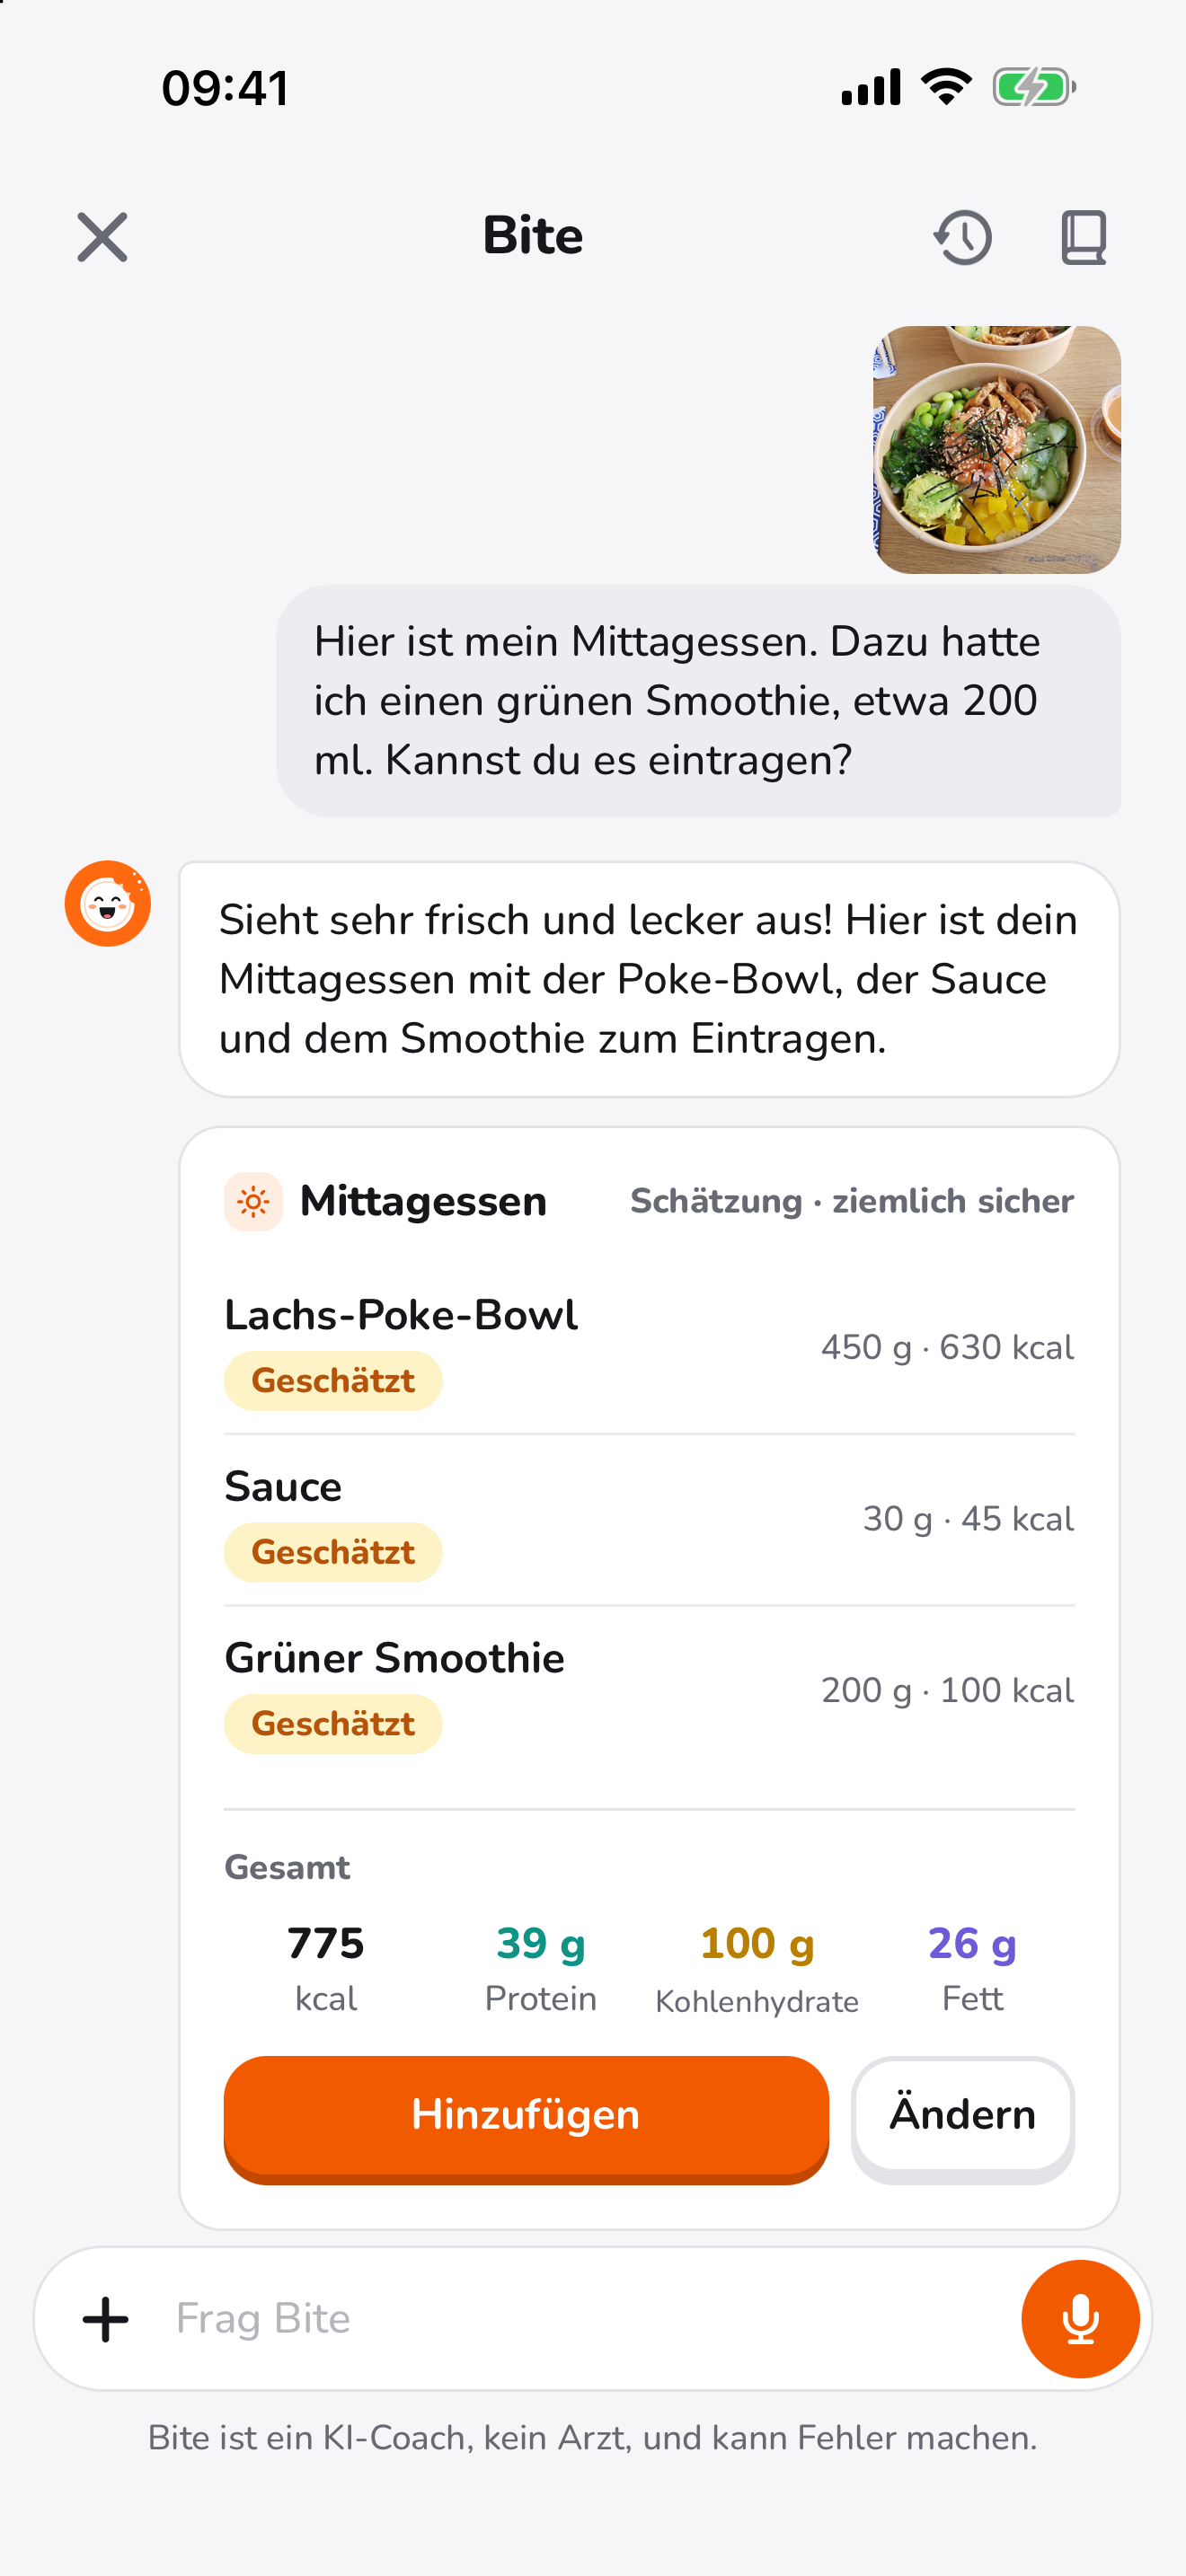 09:41
Bite
Hier ist mein Mittagessen. Dazu hatte
ich einen grünen Smoothie, etwa 200
ml. Kannst du es eintragen?
Sieht sehr frisch und lecker aus! Hier ist dein
Mittagessen mit der Poke-Bowl, der Sauce
und dem Smoothie zum Eintragen.
Mittagessen
Schätzung · ziemlich sicher
Lachs-Poke-Bowl
Geschätzt
450 g · 630 kcal
Sauce
Geschätzt
30 g · 45 kcal
Grüner Smoothie
Geschätzt
200 g · 100 kcal
Gesamt
775
kcal
39 g
Protein
100 g
Kohlenhydrate
26 g
Fett
Hinzufügen
Ändern
Frag Bite
Bite ist ein KI-Coach, kein Arzt, und kann Fehler machen.